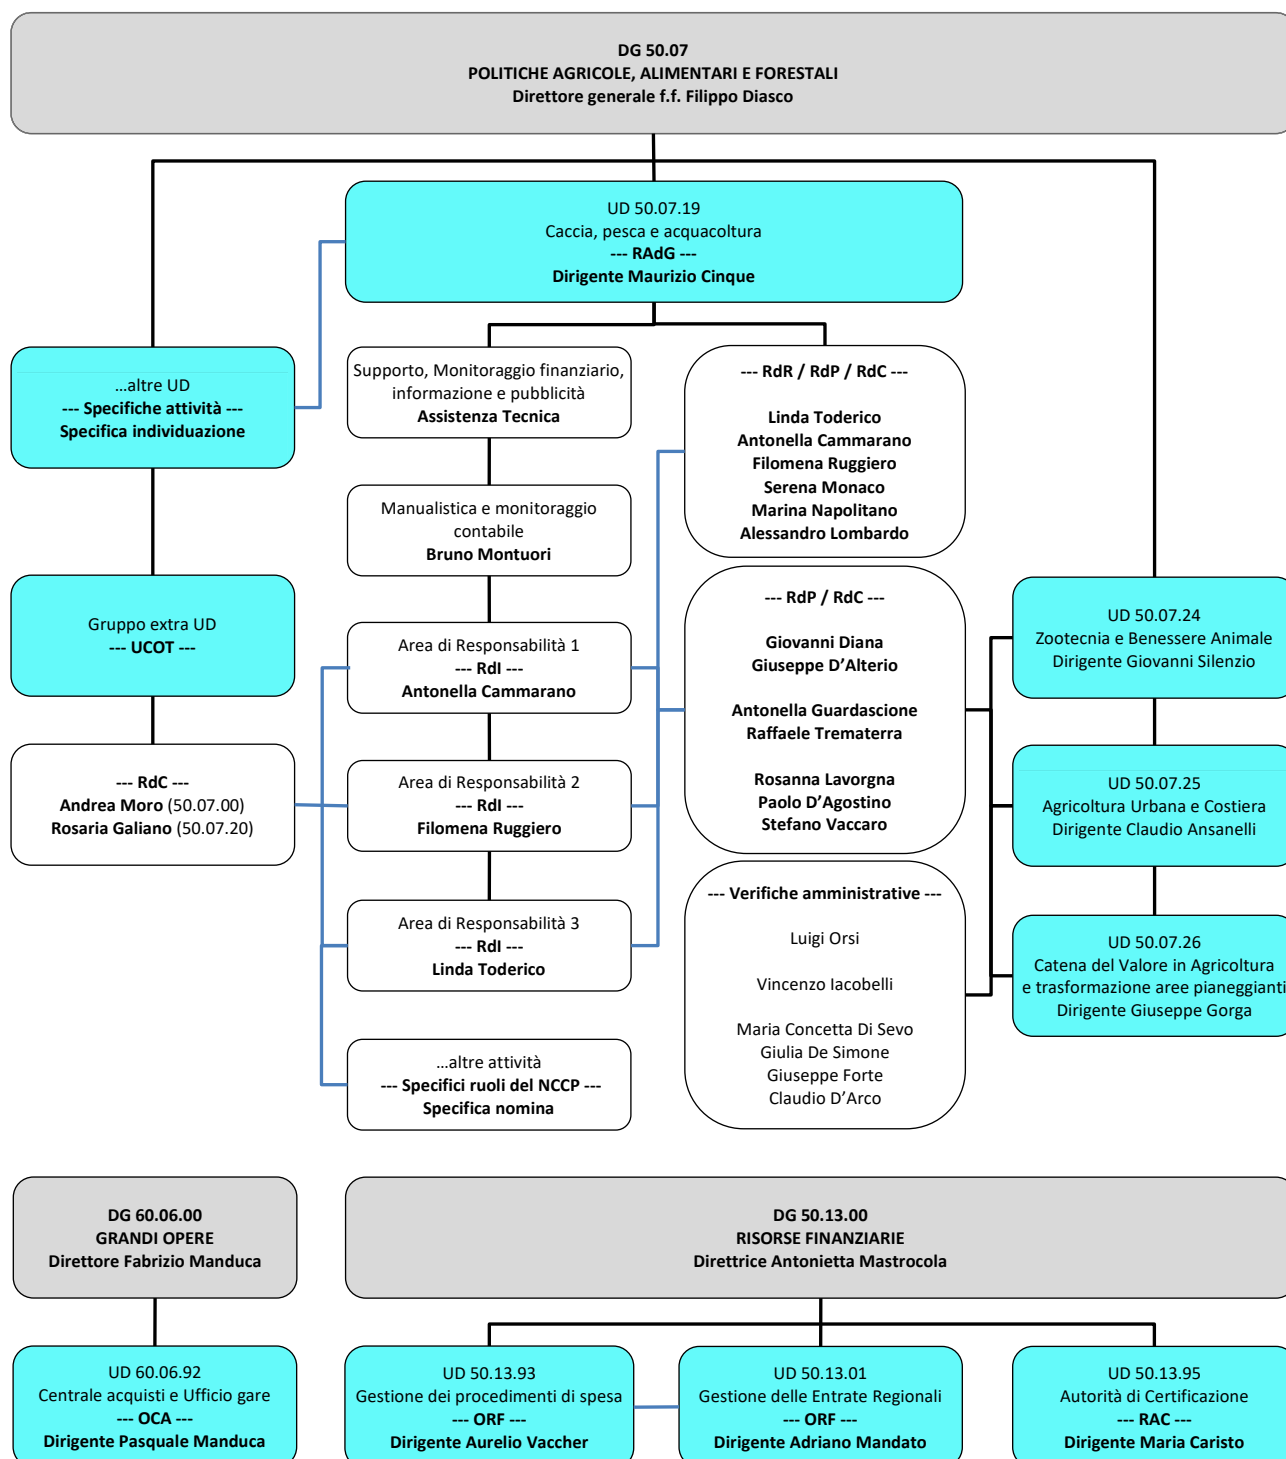 DG 50.07
POLITICHE AGRICOLE, ALIMENTARI E FORESTALI
Direttore generale f.f. Filippo Diasco
UD 50.07.19
Caccia, pesca e acquacoltura
--- RAdG ---
Dirigente Maurizio Cinque
...altre UD
--- Specifiche attività ---
Specifica individuazione
Supporto, Monitoraggio finanziario,
informazione e pubblicità
Assistenza Tecnica
--- RdR / RdP / RdC ---
Linda Toderico
Antonella Cammarano
Filomena Ruggiero
Serena Monaco
Marina Napolitano
Alessandro Lombardo
Manualistica e monitoraggio
contabile
Bruno Montuori
Gruppo extra UD
--- UCOT ---
Area di Responsabilità 1
--- RdI ---
Antonella Cammarano
--- RdP / RdC ---
Giovanni Diana
Giuseppe D’Alterio
Antonella Guardascione
Raffaele Trematerra
Rosanna Lavorgna
Paolo D’Agostino
Stefano Vaccaro
UD 50.07.24
Zootecnia e Benessere Animale
Dirigente Giovanni Silenzio
--- RdC ---
Andrea Moro (50.07.00)
Rosaria Galiano (50.07.20)
Area di Responsabilità 2
--- RdI ---
Filomena Ruggiero
UD 50.07.25
Agricoltura Urbana e Costiera
Dirigente Claudio Ansanelli
Area di Responsabilità 3
--- RdI ---
Linda Toderico
--- Verifiche amministrative ---
Luigi Orsi
Vincenzo Iacobelli
Maria Concetta Di Sevo
Giulia De Simone
Giuseppe Forte
Claudio D’Arco
UD 50.07.26
Catena del Valore in Agricoltura
e trasformazione aree pianeggianti
Dirigente Giuseppe Gorga
...altre attività
--- Specifici ruoli del NCCP ---
Specifica nomina
DG 60.06.00
GRANDI OPERE
Direttore Fabrizio Manduca
DG 50.13.00
RISORSE FINANZIARIE
Direttrice Antonietta Mastrocola
UD 60.06.92
Centrale acquisti e Ufficio gare
--- OCA ---
Dirigente Pasquale Manduca
UD 50.13.93
Gestione dei procedimenti di spesa
--- ORF ---
Dirigente Aurelio Vaccher
UD 50.13.01
Gestione delle Entrate Regionali
--- ORF ---
Dirigente Adriano Mandato
UD 50.13.95
Autorità di Certificazione
--- RAC ---
Dirigente Maria Caristo